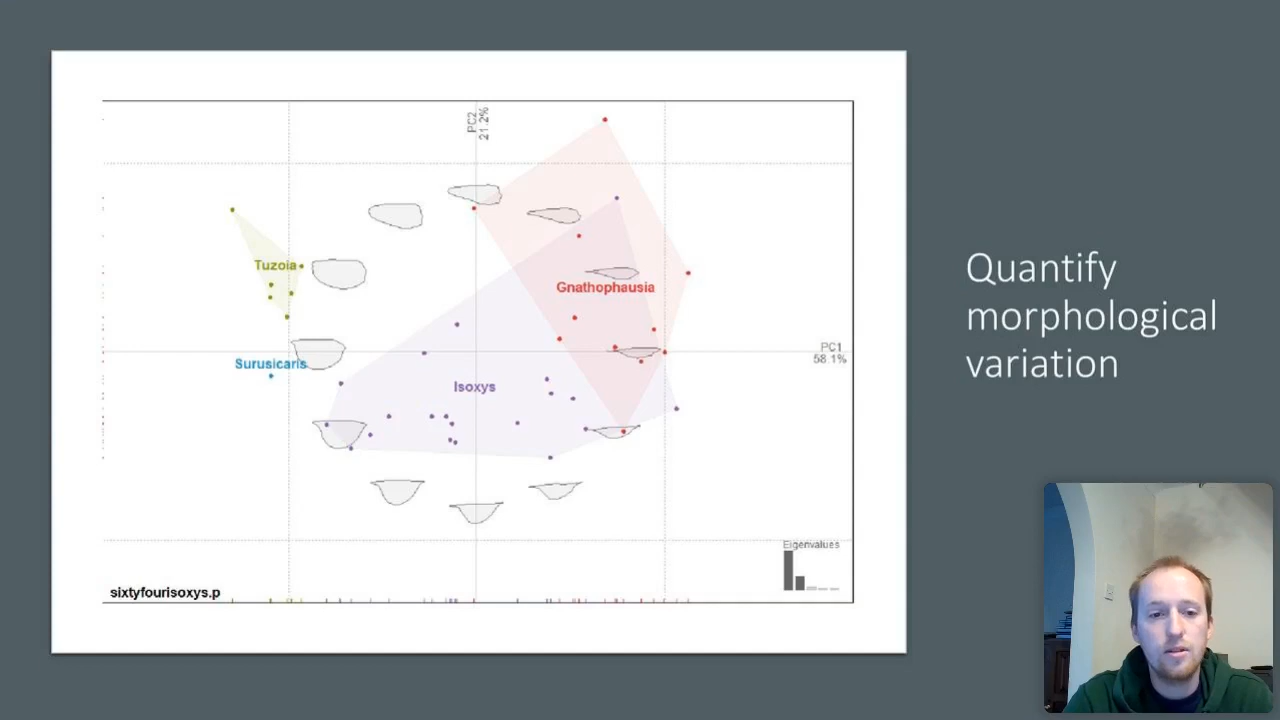 PC2
21.2%
Tuzoia
Gnathophausia
PC1
58.1%
Surusicaris
Isoxys
Eigenvalues
sixtyfourisoxys.p
Quantify
morphological
variation